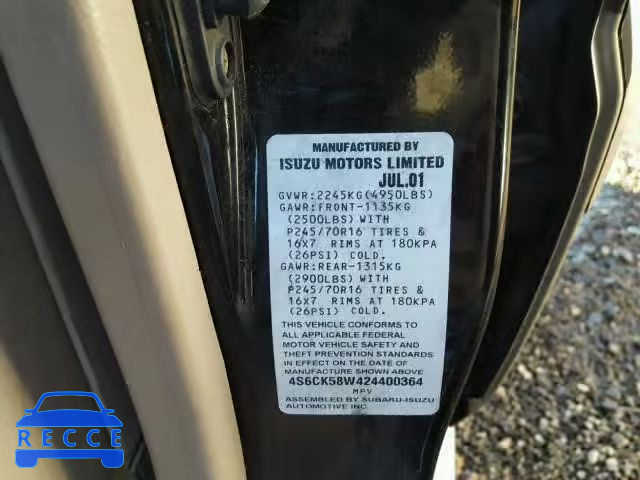 MANUFACTURED BY
ISUZU MOTORS LIMITED
JUL.01
GVWR:2245KG(4950LBS)
GAWR:FRONT-1135KG
(2500LBS) WITH
P245/70R16 TIRES &
16X7 RIMS AT 180KPA
(26PSI) COLD.
GAWR:REAR-1315KG
(2900LBS) WITH
P245/70R16 TIRES &
16X7 RIMS AT 180KPA
(26PSI) COLD.
THIS VEHICLE CONFORMS TO
ALL APPLICABLE FEDERAL
MOTOR VEHICLE SAFETY AND
THEFT PREVENTION STANDARDS
IN EFFECT ON THE DATE OF
MANUFACTURE SHOWN ABOVE
4S6CK58W424400364
MPV
ASSEMBLED BY SUBARU-ISUZU
AUTOMOTIVE INC.
RECCE